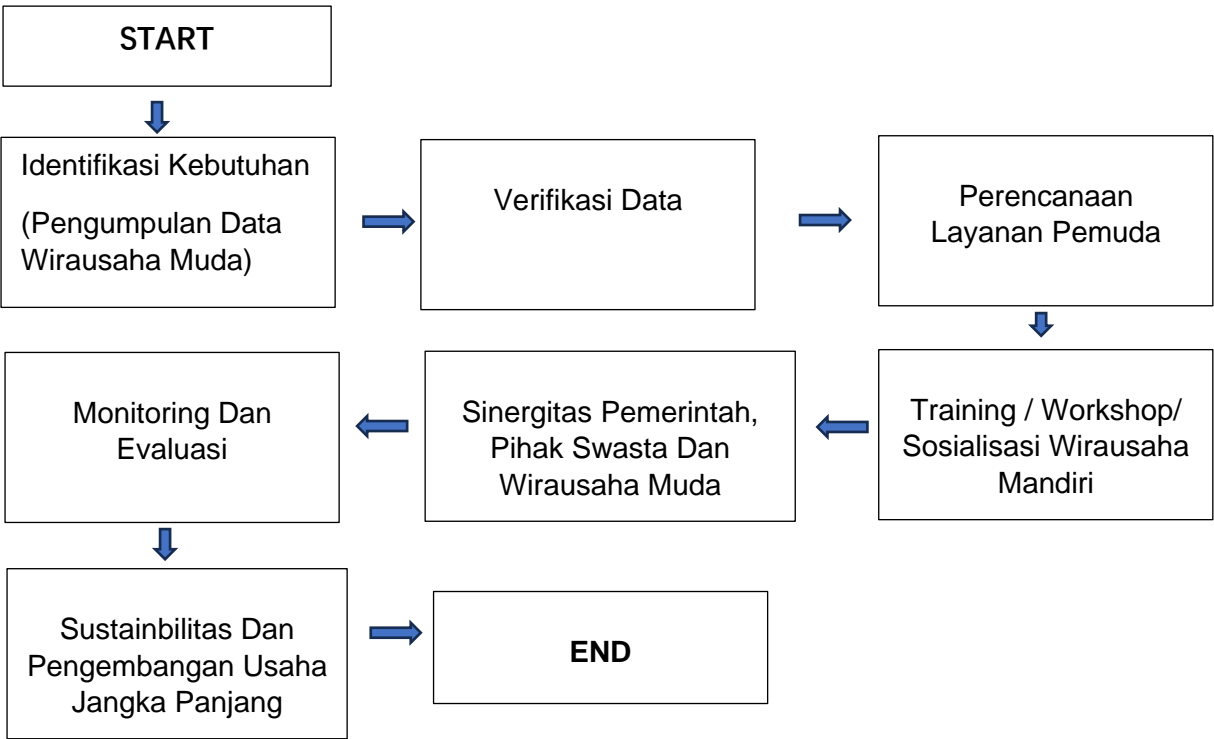 START
Identifikasi Kebutuhan
(Pengumpulan Data
Wirausaha Muda)
Verifikasi Data
Perencanaan
Layanan Pemuda
Training / Workshop/
Sosialisasi Wirausaha
Mandiri
Sinergitas Pemerintah,
Pihak Swasta Dan
Wirausaha Muda
Monitoring Dan
Evaluasi
Sustainbilitas Dan
Pengembangan Usaha
Jangka Panjang
END